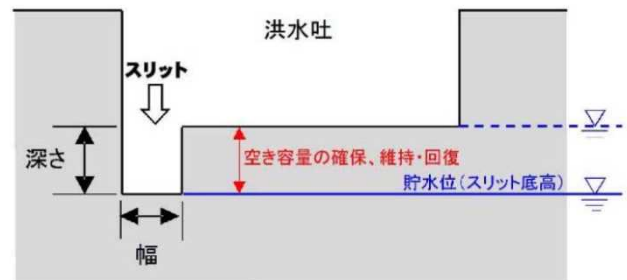 洪水吐
スリット
深さ
空き容量の確保、維持・回復
貯水位(スリット底高)
幅